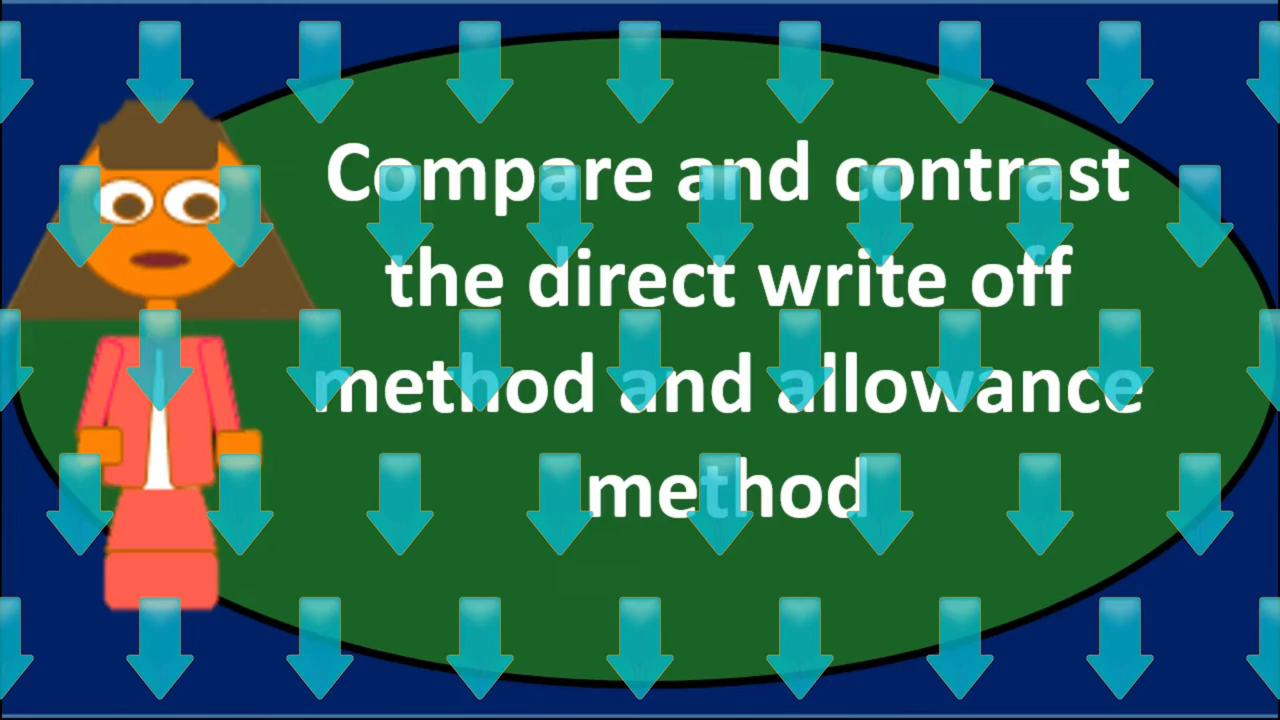 Compare and contrast
the direct write off
method and allowance
method